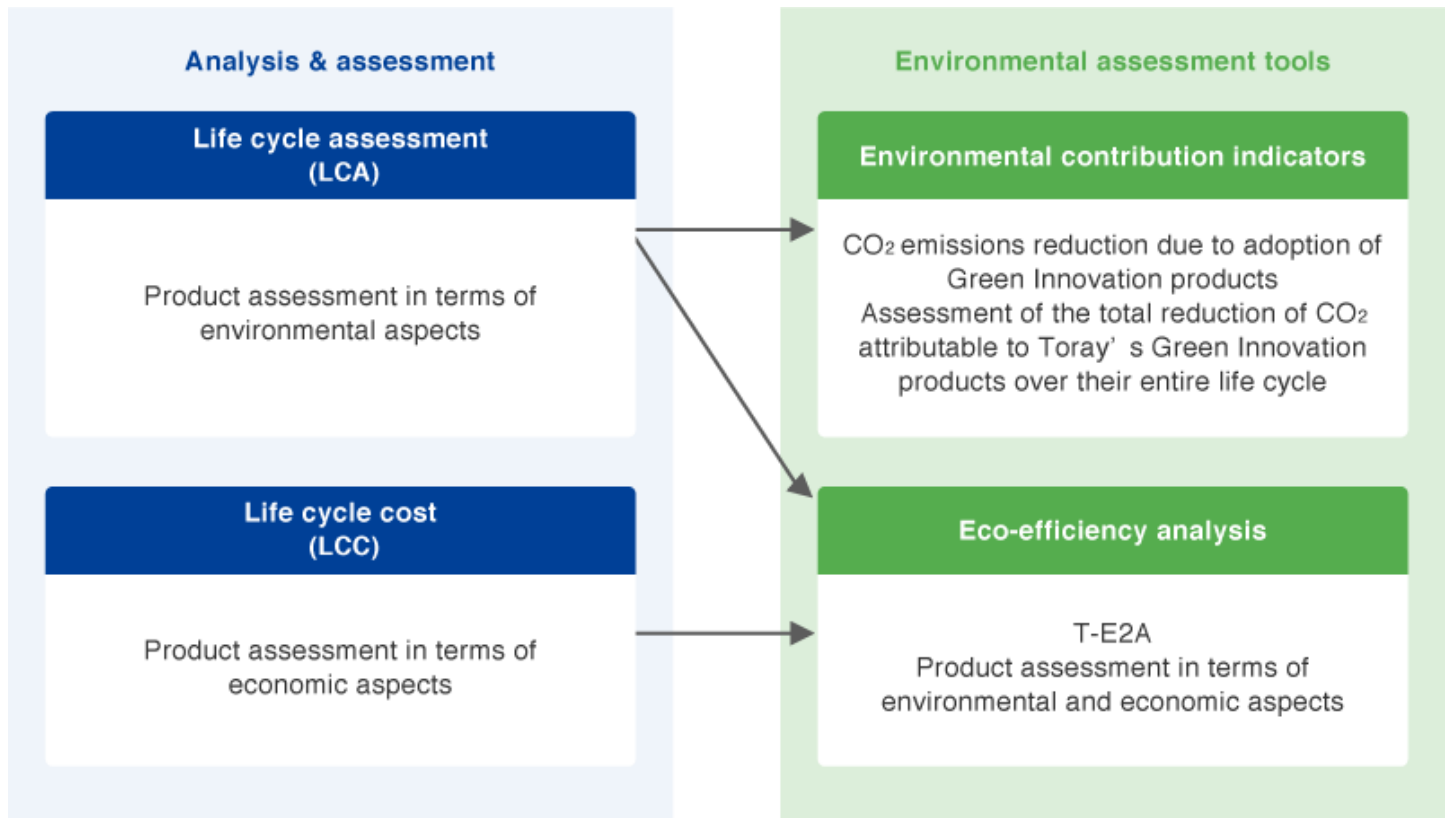 Analysis & assessment
Life cycle assessment
(LCA)
Product assessment in terms of
environmental aspects
Life cycle cost
(LCC)
Product assessment in terms of
economic aspects
Environmental assessment tools
Environmental contribution indicators
CO₂ emissions reduction due to adoption of
Green Innovation products
Assessment of the total reduction of CO₂
attributable to Toray’ s Green Innovation
products over their entire life cycle
Eco-efficiency analysis
T-E2A
Product assessment in terms of
environmental and economic aspects